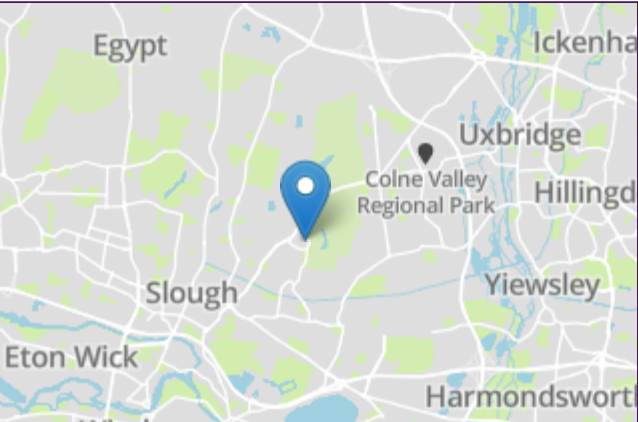 Egypt
Ickenha
Uxbridge
Colne Valley
Regional Park
Hillingd
Yiewsley
Slough
Eton Wick
Harmondsworth